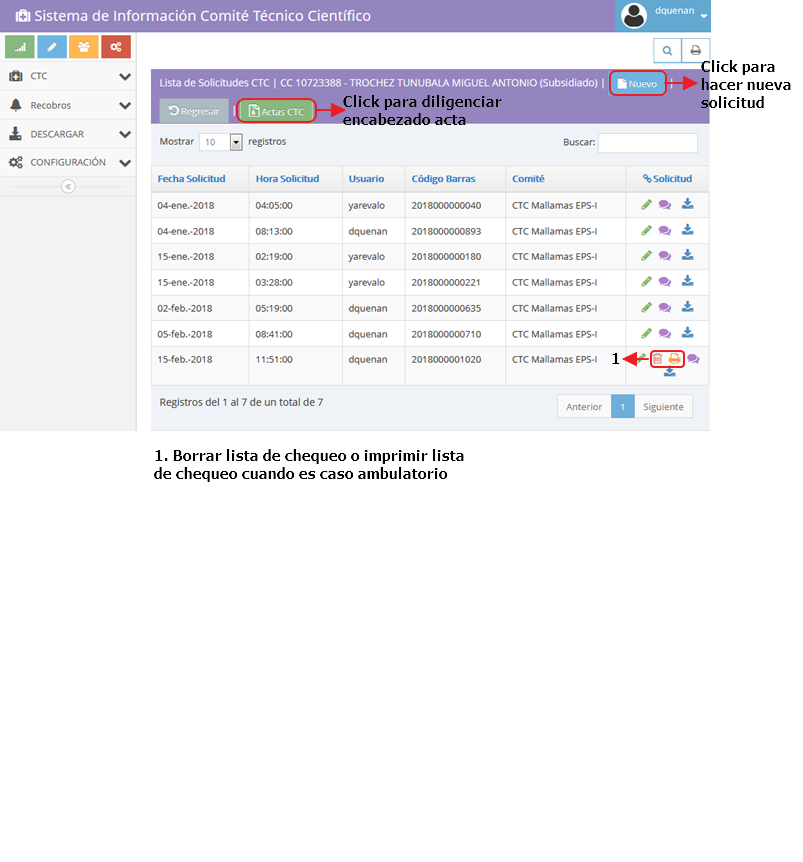 Sistema de Información Comité Técnico Científico
dquenan
CTC
Recobros
DESCARGAR
CONFIGURACIÓN
Lista de Solicitudes CTC | CC 10723388 - TROCHEZ TUNUBALA MIGUEL ANTONIO (Subsidiado) | Nuevo |
Click para
hacer nueva
solicitud
Regresar | Actas CTC
Click para diligenciar
encabezado acta
Mostrar 10 registros Buscar:
Fecha Solicitud Hora Solicitud Usuario Código Barras Comité Solicitud
04-ene.-2018 04:05:00 yarevalo 2018000000040 CTC Mallamas EPS-I
04-ene.-2018 08:13:00 dquenan 2018000000893 CTC Mallamas EPS-I
15-ene.-2018 02:19:00 yarevalo 2018000000180 CTC Mallamas EPS-I
15-ene.-2018 03:28:00 yarevalo 2018000000221 CTC Mallamas EPS-I
02-feb.-2018 05:19:00 dquenan 2018000000635 CTC Mallamas EPS-I
05-feb.-2018 08:41:00 dquenan 2018000000710 CTC Mallamas EPS-I
15-feb.-2018 11:51:00 dquenan 2018000001020 CTC Mallamas EPS-I 1
Registros del 1 al 7 de un total de 7
Anterior 1 Siguiente
1. Borrar lista de chequeo o imprimir lista
de chequeo cuando es caso ambulatorio